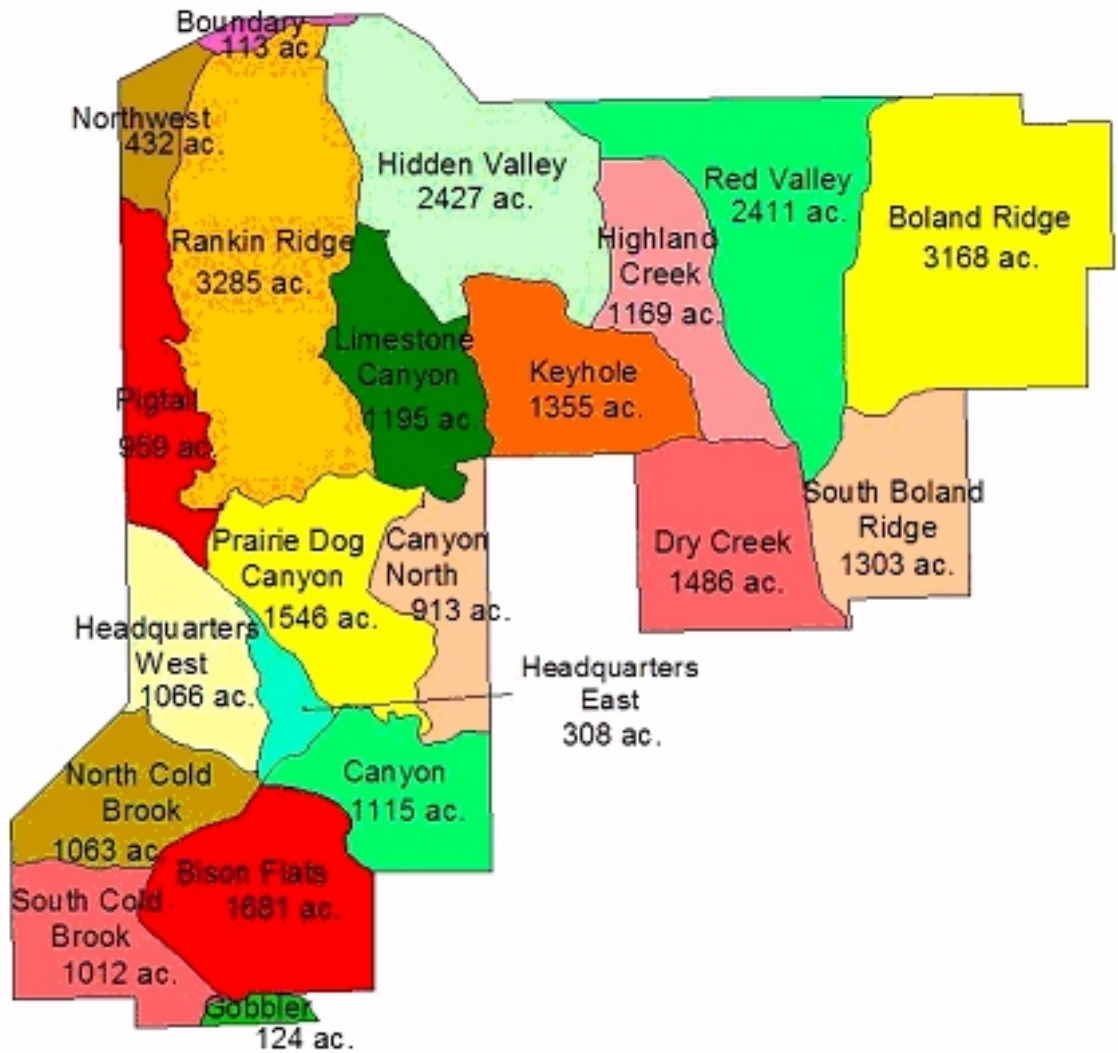 Boundary
113 ac.
Northwest
432 ac.
Hidden Valley
2427 ac.
Red Valley
2411 ac.
Boland Ridge
3168 ac.
Rankin Ridge
3285 ac.
Highland
Creek
1169 ac.
Limestone
Canyon
1195 ac.
Keyhole
1355 ac.
Pigtail
959 ac.
South Boland
Ridge
1303 ac.
Prairie Dog
Canyon
1546 ac.
Canyon
North
913 ac.
Dry Creek
1486 ac.
Headquarters
West
1066 ac.
Headquarters
East
308 ac.
North Cold
Brook
1063 ac.
Canyon
1115 ac.
Bison Flats
1681 ac.
South Cold
Brook
1012 ac.
Gobbler
124 ac.